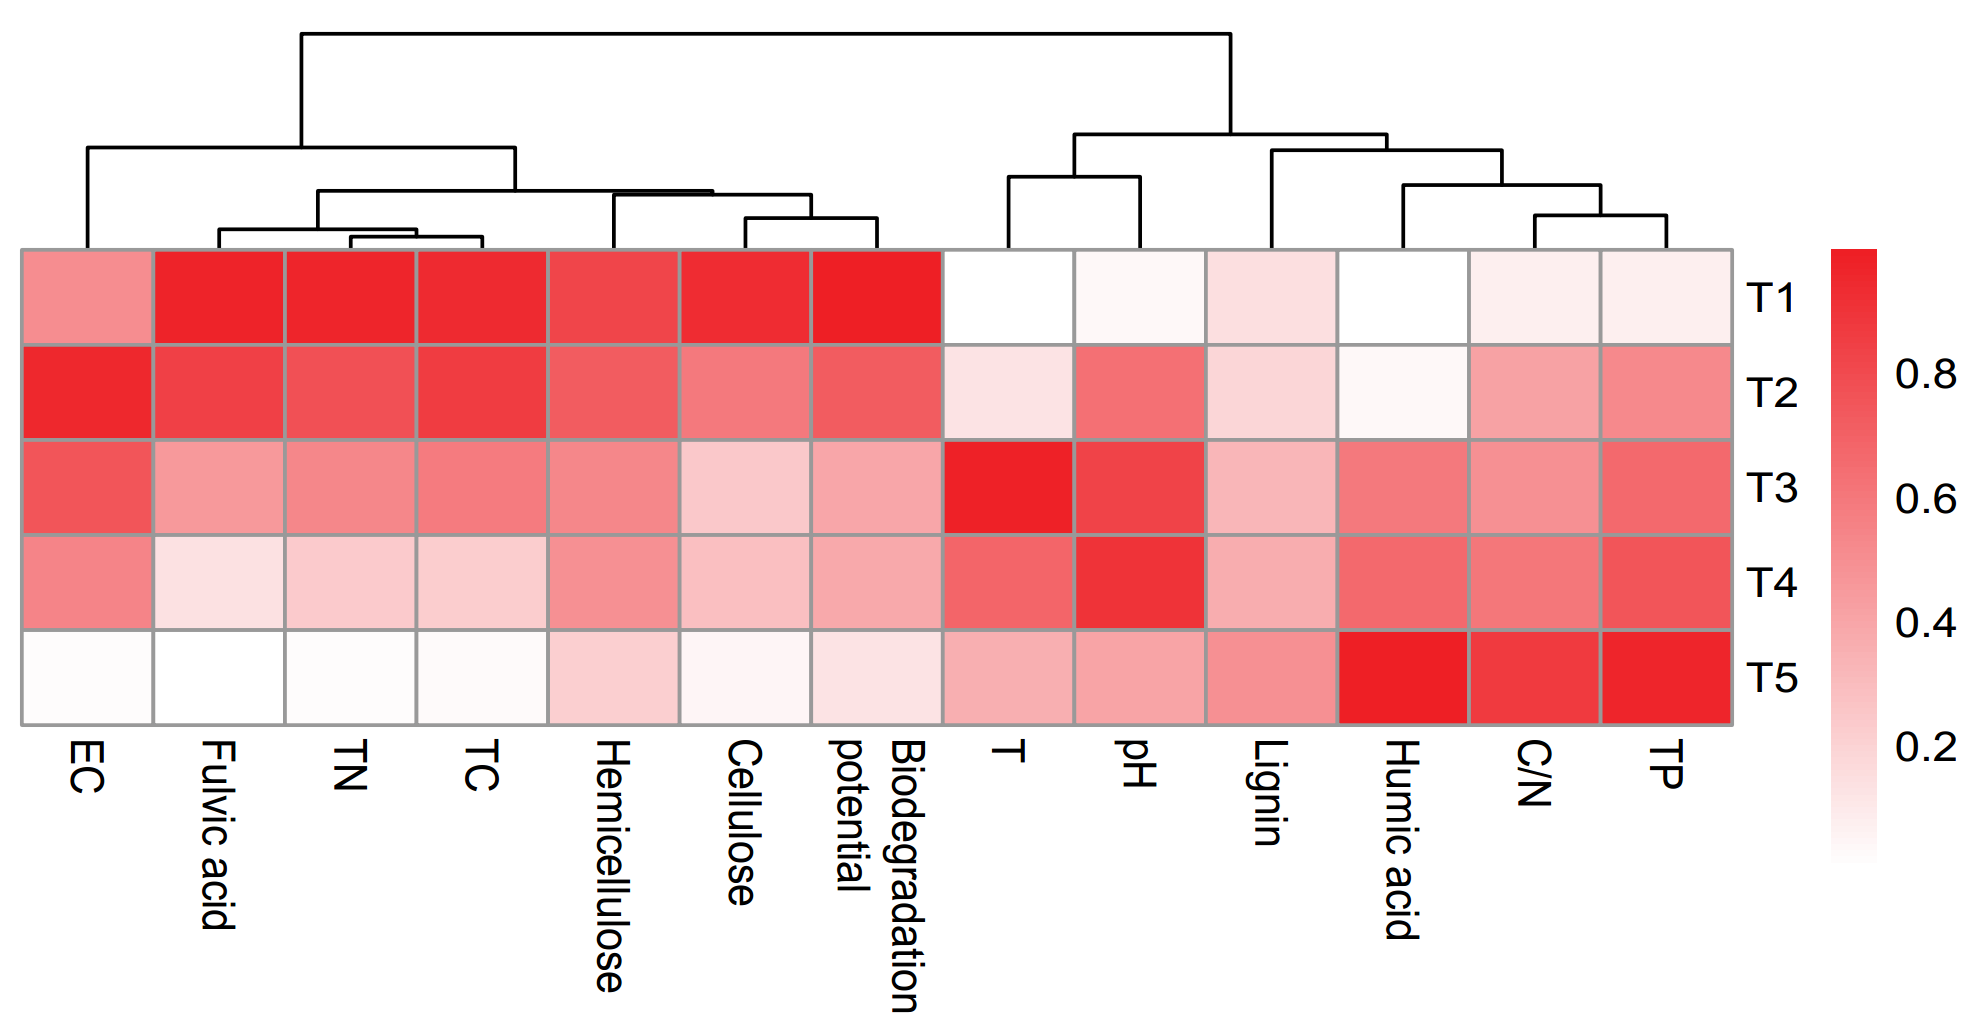 T1
T2
T3
T4
T5
0.8
0.6
0.4
0.2
EC
Fulvic acid
TN
TC
Hemicellulose
Cellulose
Biodegradation
potential
T
pH
Lignin
Humic acid
C/N
TP